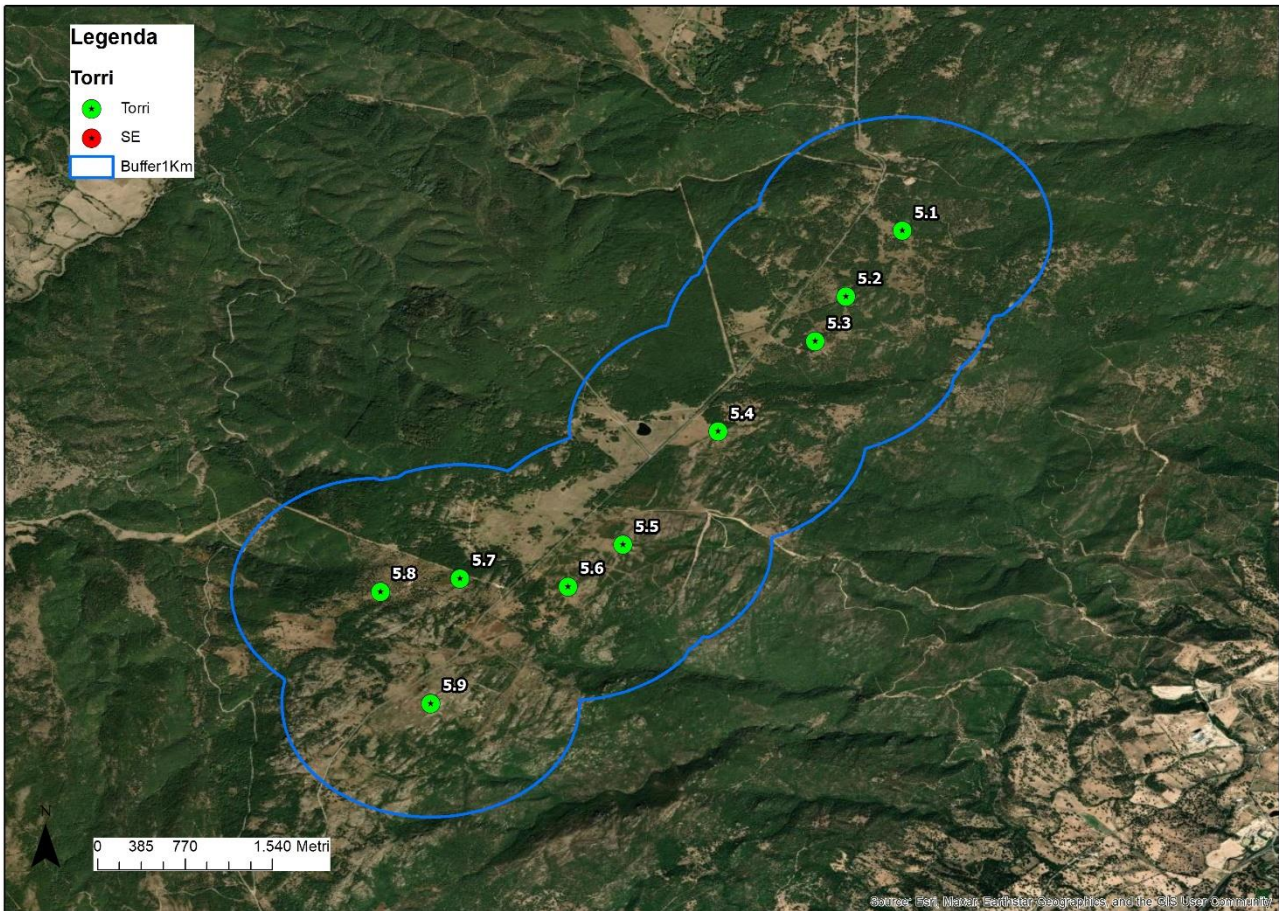 Legenda
Torri
Torri
SE
Buffer1Km
5.1
5.2
5.3
5.4
5.5
5.6
5.7
5.8
5.9
N
0 385 770 1.540 Metri
Source: Esri, Maxar, Earthstar Geographics, and the GIS User Community